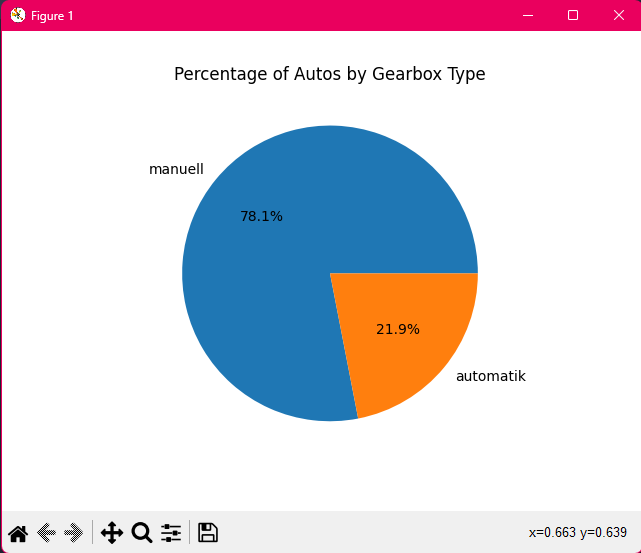 Figure 1
Percentage of Autos by Gearbox Type
manuell
78.1%
21.9%
automatik
x=0.663 y=0.639